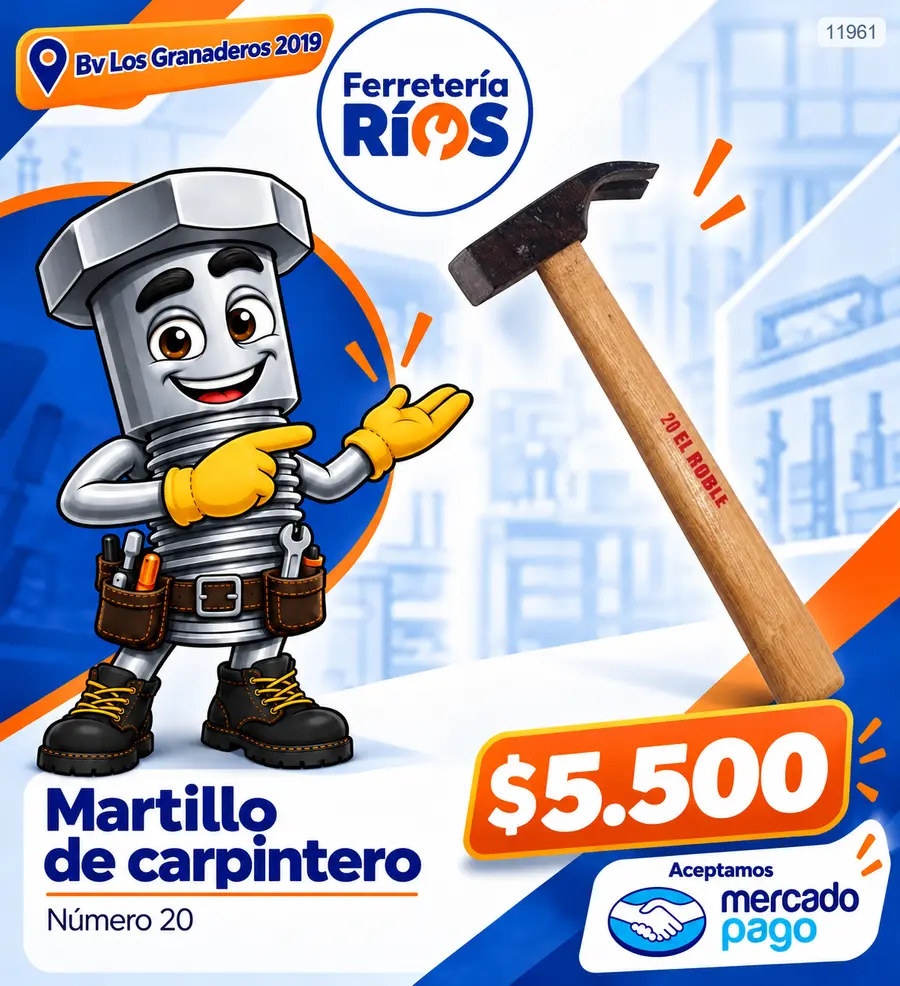 Bv Los Granaderos 2019
Ferretería
Ríos
11961
20 EL ROBLE
$5.500
Martillo
de carpintero
Número 20
Aceptamos
mercado
pago